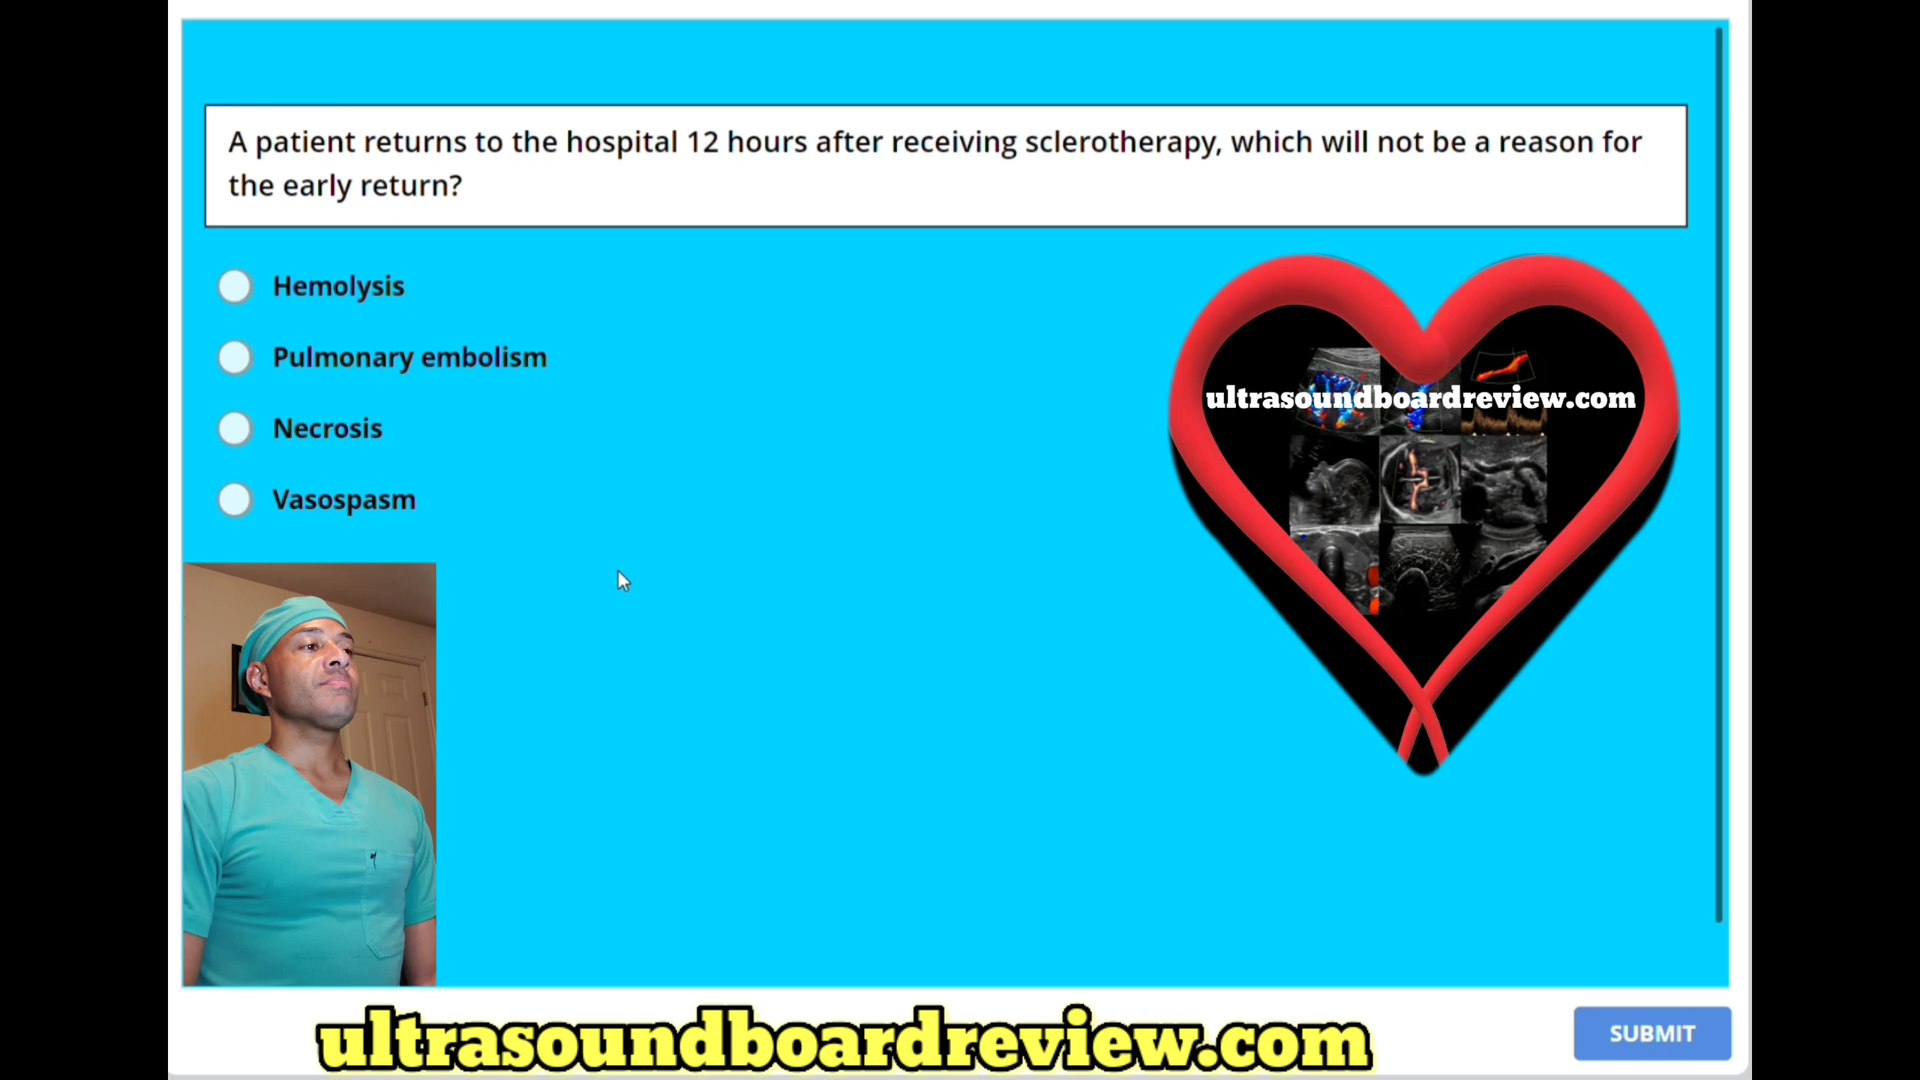 A patient returns to the hospital 12 hours after receiving sclerotherapy, which will not be a reason for
the early return?
Hemolysis
Pulmonary embolism
Necrosis
Vasospasm
ultrasoundboardreview.com
ultrasoundboardreview.com
SUBMIT